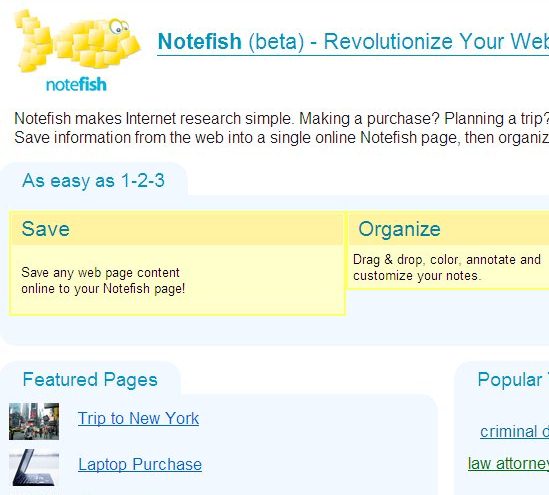 Notefish (beta) - Revolutionize Your Web
notefish
Notefish makes Internet research simple. Making a purchase? Planning a trip?
Save information from the web into a single online Notefish page, then organiz
As easy as 1-2-3
Save
Save any web page content
online to your Notefish page!
Organize
Drag & drop, color, annotate and
customize your notes.
Featured Pages
Trip to New York
Laptop Purchase
Popular
criminal d
law attorney